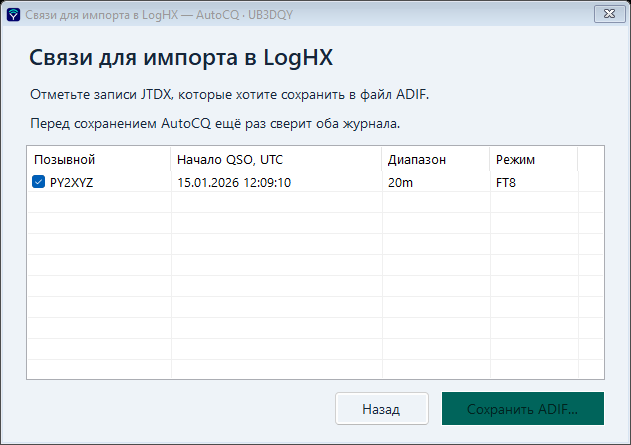 Связи для импорта в LogHX — AutoCQ · UB3DQY
Связи для импорта в LogHX
Отметьте записи JTDX, которые хотите сохранить в файл ADIF.
Перед сохранением AutoCQ ещё раз сверит оба журнала.
Позывной Начало QSO, UTC Диапазон Режим
PY2XYZ 15.01.2026 12:09:10 20m FT8
Назад Сохранить ADIF...